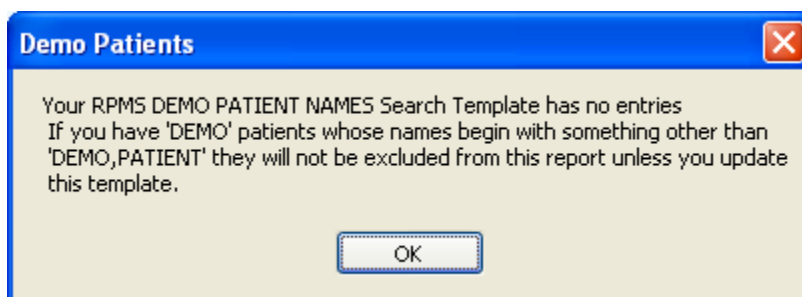 Demo Patients
Your RPMS DEMO PATIENT NAMES Search Template has no entries
If you have 'DEMO' patients whose names begin with something other than
'DEMO,PATIENT' they will not be excluded from this report unless you update
this template.
OK